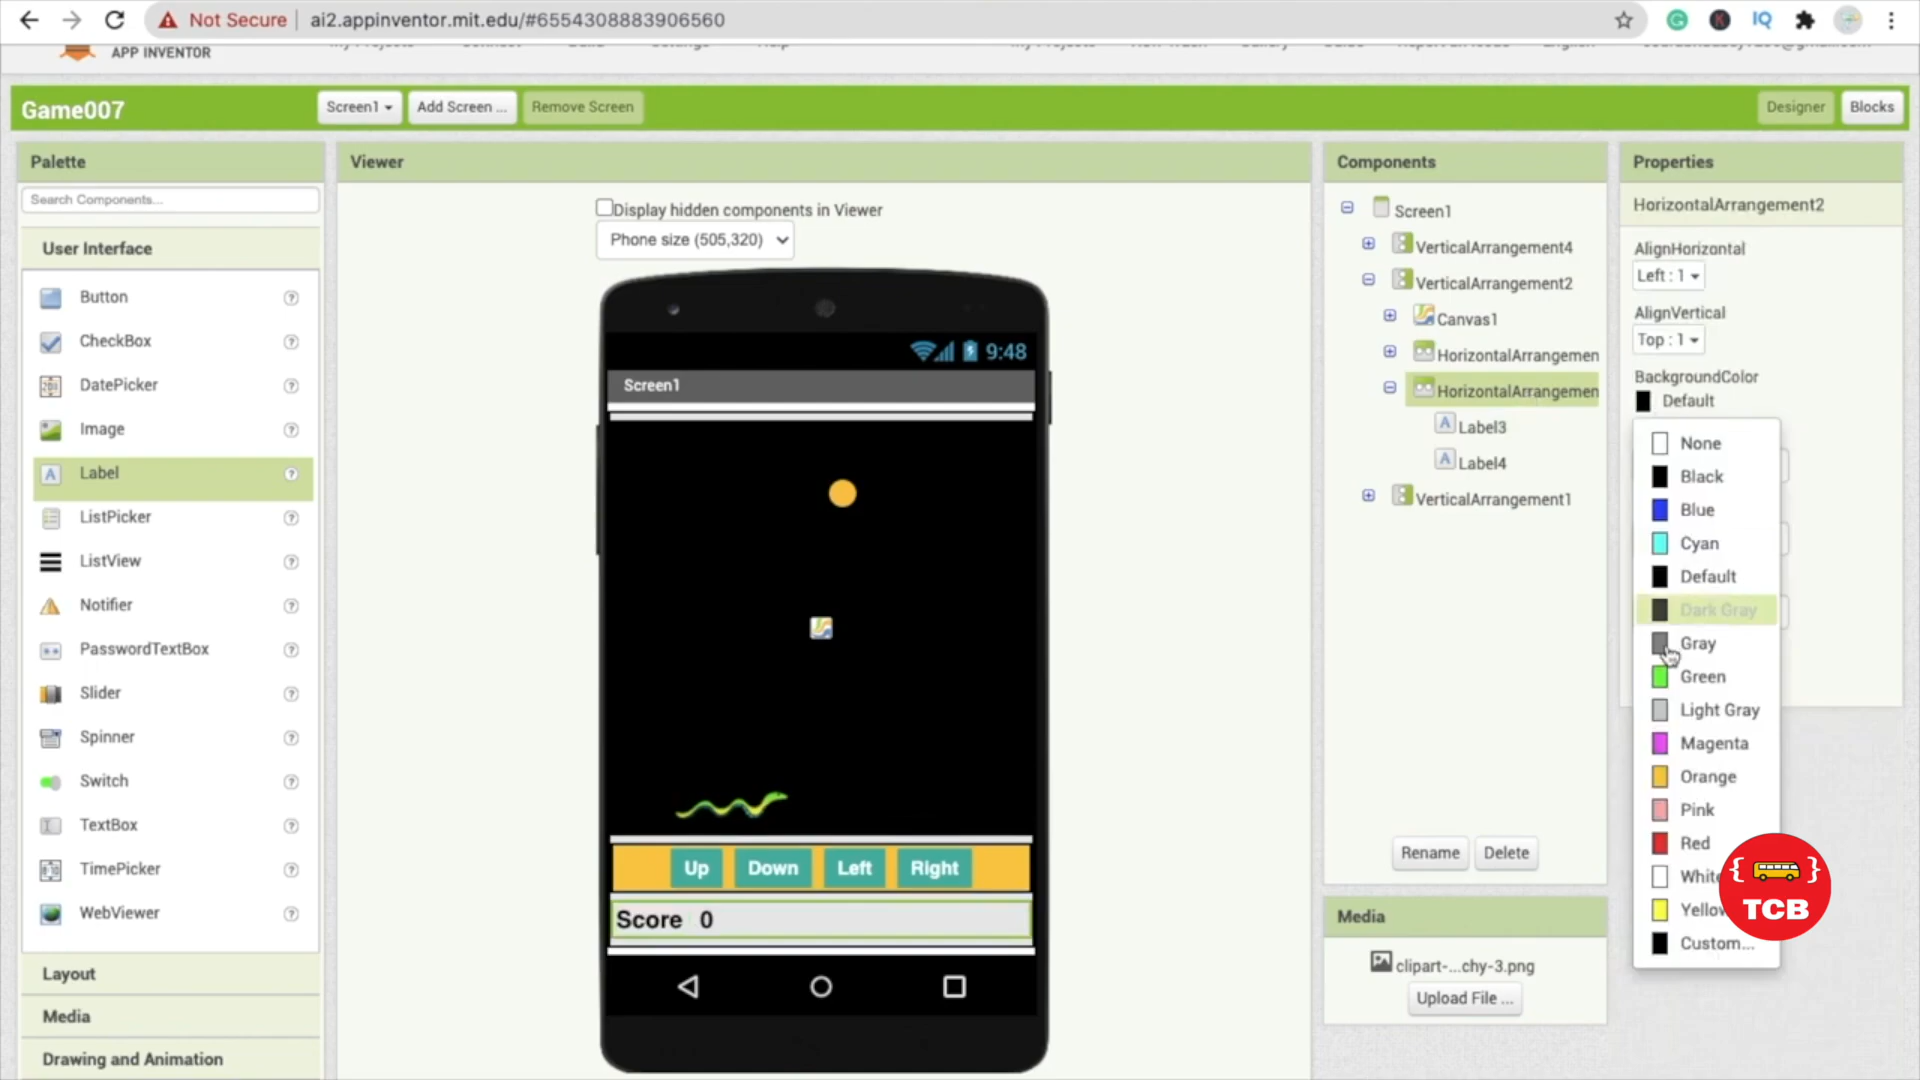 Not Secure
ai2.appinventor.mit.edu/#6554308883906560
IQ
APP INVENTOR
Game007
Screen1
Add Screen ...
Remove Screen
Designer
Blocks
Palette
Search Components...
User Interface
Button
CheckBox
DatePicker
Image
Label
ListPicker
ListView
Notifier
PasswordTextBox
Slider
Spinner
Switch
TextBox
TimePicker
WebViewer
Layout
Media
Drawing and Animation
Viewer
Display hidden components in Viewer
Phone size (505,320)
9:48
Screen1
Up Down Left Right
Score 0
Components
Screen1
VerticalArrangement4
VerticalArrangement2
Canvas1
HorizontalArrangemen
HorizontalArrangemen
Label3
Label4
VerticalArrangement1
Rename
Delete
Media
clipart-...chy-3.png
Upload File ...
Properties
HorizontalArrangement2
AlignHorizontal
Left : 1
AlignVertical
Top : 1
BackgroundColor
Default
None
Black
Blue
Cyan
Default
Dark Gray
Gray
Green
Light Gray
Magenta
Orange
Pink
Red
White
Yellow
Custom...
{ }
TCB